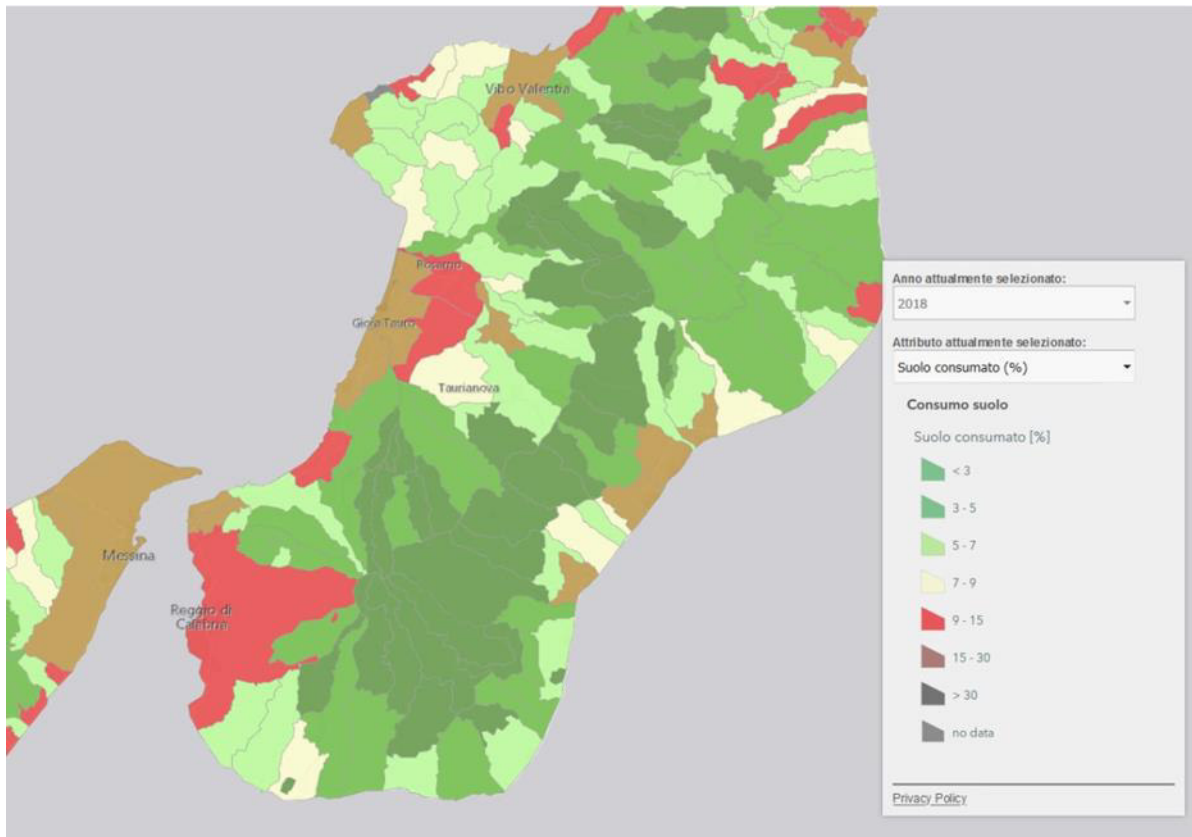 Vibo Valentia
Rosarno
Gioia Tauro
Taurianova
Messina
Reggio di
Calabria
Anno attualmente selezionato:
2018
Attributo attualmente selezionato:
Suolo consumato (%)
Consumo suolo
Suolo consumato [%]
< 3
3 - 5
5 - 7
7 - 9
9 - 15
15 - 30
> 30
no data
Privacy Policy